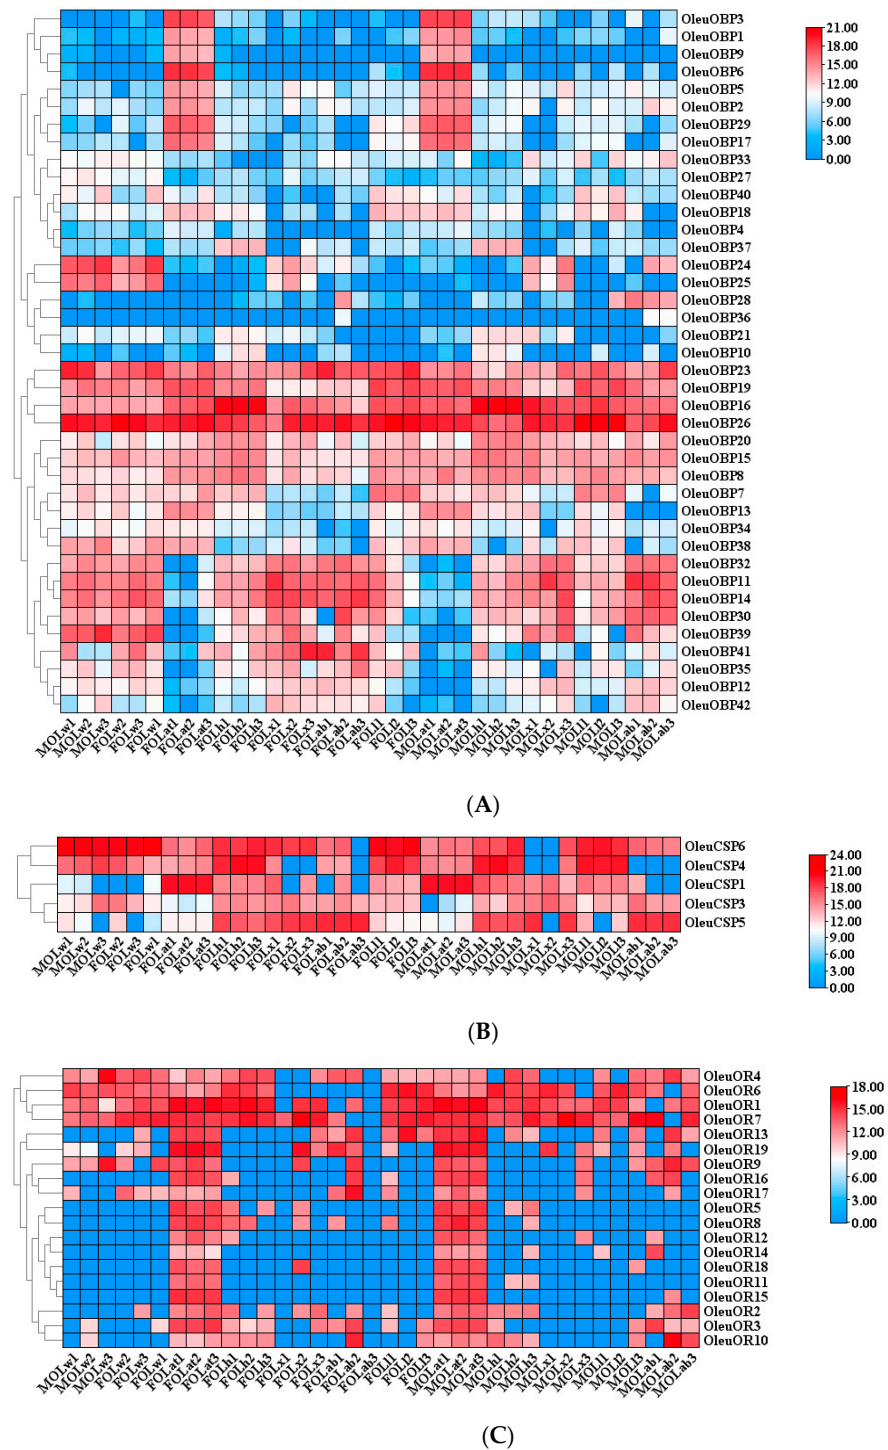 OleuOBP3
OleuOBP1
OleuOBP9
OleuOBP6
OleuOBP5
OleuOBP2
OleuOBP29
OleuOBP17
OleuOBP33
OleuOBP27
OleuOBP40
OleuOBP18
OleuOBP4
OleuOBP37
OleuOBP24
OleuOBP25
OleuOBP28
OleuOBP36
OleuOBP21
OleuOBP10
OleuOBP23
OleuOBP19
OleuOBP16
OleuOBP26
OleuOBP20
OleuOBP15
OleuOBP8
OleuOBP7
OleuOBP13
OleuOBP34
OleuOBP38
OleuOBP32
OleuOBP11
OleuOBP14
OleuOBP30
OleuOBP39
OleuOBP41
OleuOBP35
OleuOBP12
OleuOBP42
21.00
18.00
15.00
12.00
9.00
6.00
3.00
0.00
MOLw1 MOLw2 MOLw3 FOLw2 FOLw3 FOLw1 FOLat1 FOLat2 FOLat3 FOLh1 FOLh2 FOLh3 FOLx1 FOLx2 FOLx3 FOLab1 FOLab2 FOLab3 FOLl1 FOLl2 FOLl3 MOLat1 MOLat2 MOLat3 MOLh1 MOLh2 MOLh3 MOLx1 MOLx2 MOLx3 MOLl1 MOLl2 MOLl3 MOLab1 MOLab2 MOLab3
(A)
OleuCSP6
OleuCSP4
OleuCSP1
OleuCSP3
OleuCSP5
24.00
21.00
18.00
15.00
12.00
9.00
6.00
3.00
0.00
MOLw1 MOLw2 MOLw3 FOLw2 FOLw3 FOLw1 FOLat1 FOLat2 FOLat3 FOLh1 FOLh2 FOLh3 FOLx1 FOLx2 FOLx3 FOLab1 FOLab2 FOLab3 FOLl1 FOLl2 FOLl3 MOLat1 MOLat2 MOLat3 MOLh1 MOLh2 MOLh3 MOLx1 MOLx2 MOLx3 MOLl1 MOLl2 MOLl3 MOLab1 MOLab2 MOLab3
(B)
OleuOR4
OleuOR6
OleuOR1
OleuOR7
OleuOR13
OleuOR19
OleuOR9
OleuOR16
OleuOR17
OleuOR5
OleuOR8
OleuOR12
OleuOR14
OleuOR18
OleuOR11
OleuOR15
OleuOR2
OleuOR3
OleuOR10
18.00
15.00
12.00
9.00
6.00
3.00
0.00
MOLw1 MOLw2 MOLw3 FOLw2 FOLw3 FOLw1 FOLat1 FOLat2 FOLat3 FOLh1 FOLh2 FOLh3 FOLx1 FOLx2 FOLx3 FOLab1 FOLab2 FOLab3 FOLl1 FOLl2 FOLl3 MOLat1 MOLat2 MOLat3 MOLh1 MOLh2 MOLh3 MOLx1 MOLx2 MOLx3 MOLl1 MOLl2 MOLl3 MOLab1 MOLab2 MOLab3
(C)